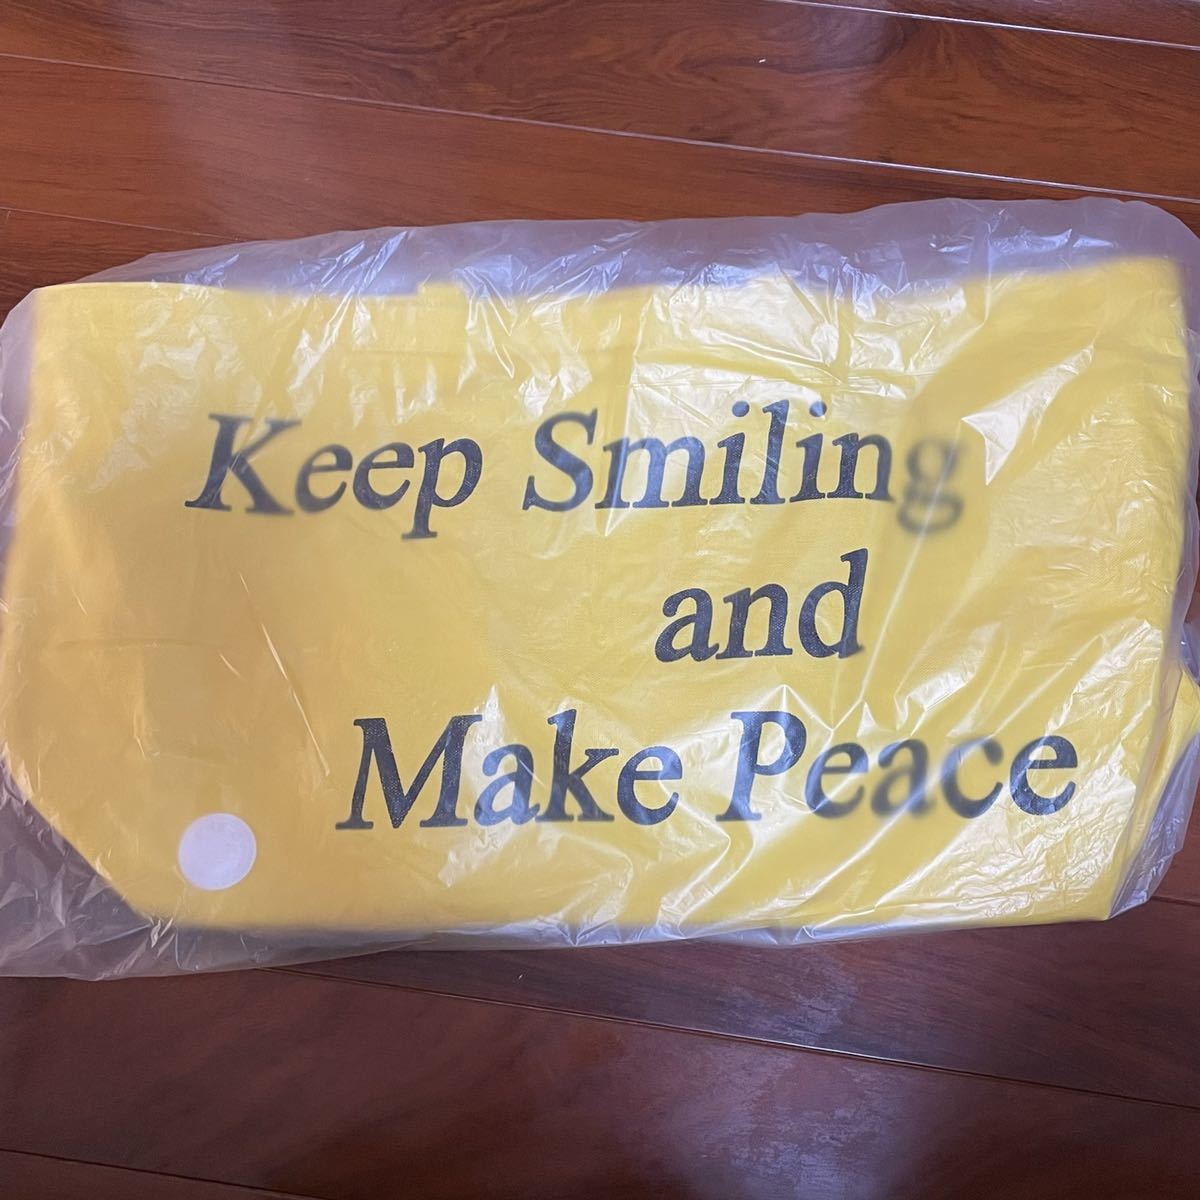 Keep Smiling
and
Make Peace